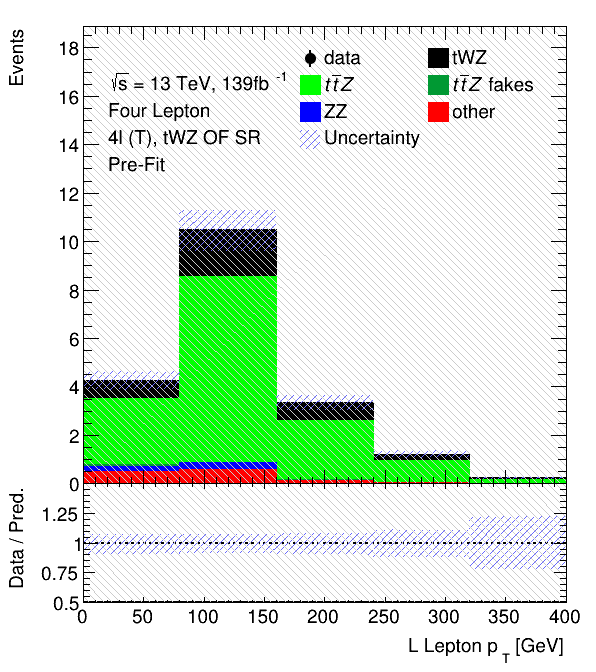 Events
18
16
14
12
10
8
6
4
2
0
√s = 13 TeV, 139fb⁻¹
Four Lepton
4l (T), tWZ OF SR
Pre-Fit
data
tt̄Z
ZZ
Uncertainty
tWZ
tt̄Z fakes
other
Data / Pred.
1.25
1
0.75
0.5
0 50 100 150 200 250 300 350 400
L Lepton p_T [GeV]